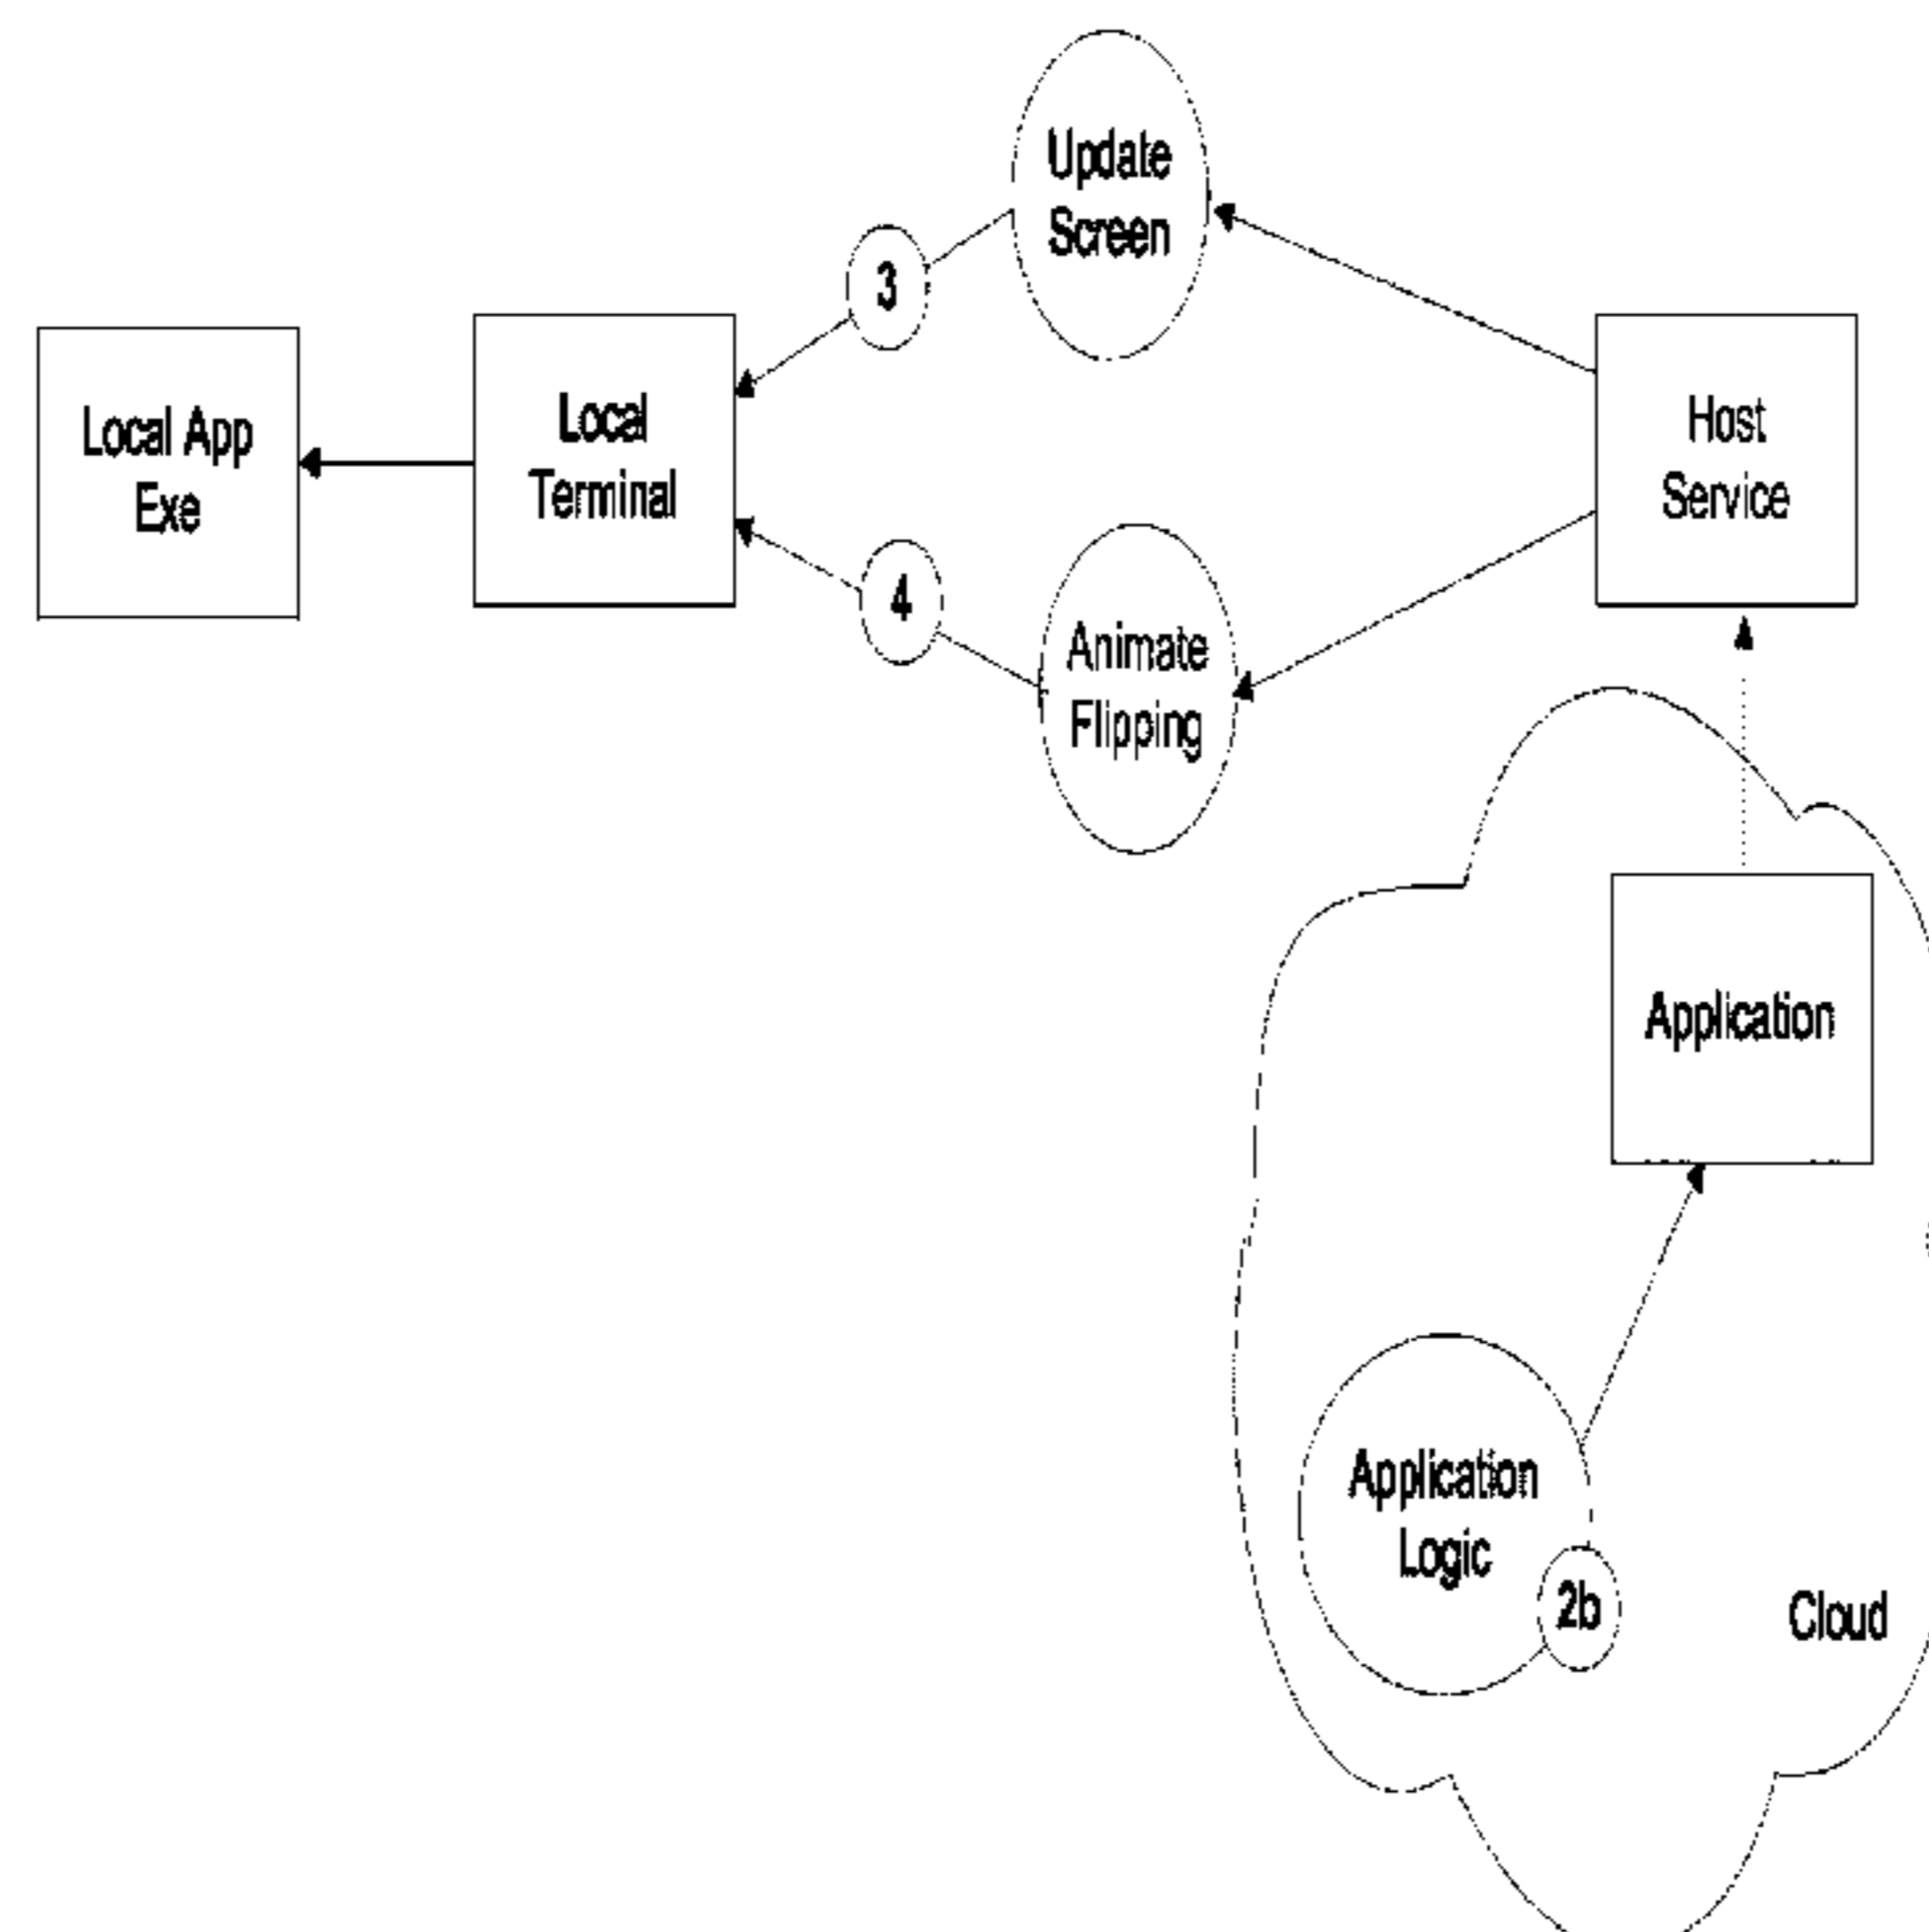 Update
Screen
3
Local App
Exe
Local
Terminal
Host
Service
4
Animate
Flipping
Application
Application
Logic
2b
Cloud